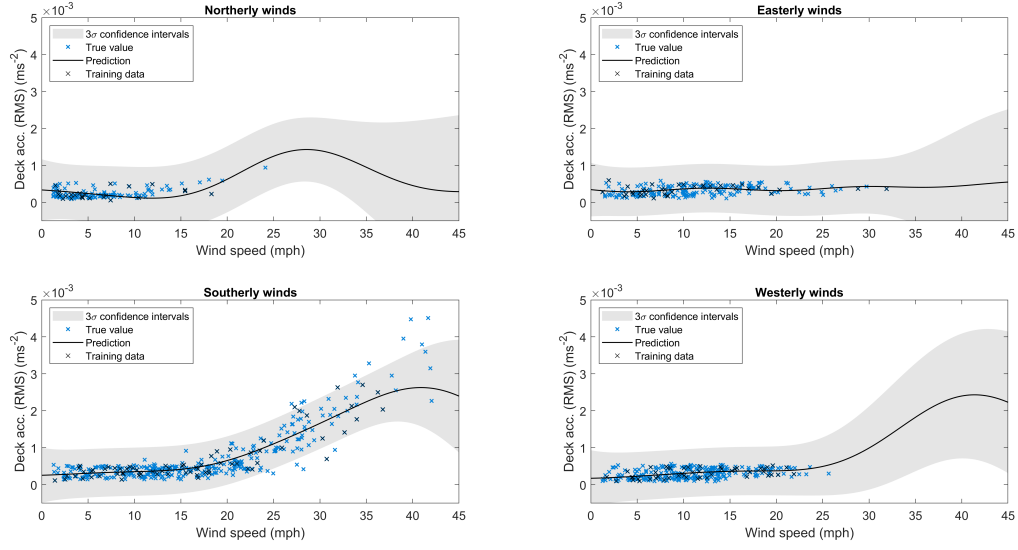 Northerly winds
×10⁻³
5
4
3
2
1
0
Deck acc. (RMS) (ms⁻²)
3σ confidence intervals
True value
Prediction
Training data
0 5 10 15 20 25 30 35 40 45
Wind speed (mph)
Easterly winds
×10⁻³
5
4
3
2
1
0
Deck acc. (RMS) (ms⁻²)
3σ confidence intervals
True value
Prediction
Training data
0 5 10 15 20 25 30 35 40 45
Wind speed (mph)
Southerly winds
×10⁻³
5
4
3
2
1
0
Deck acc. (RMS) (ms⁻²)
3σ confidence intervals
True value
Prediction
Training data
0 5 10 15 20 25 30 35 40 45
Wind speed (mph)
Westerly winds
×10⁻³
5
4
3
2
1
0
Deck acc. (RMS) (ms⁻²)
3σ confidence intervals
True value
Prediction
Training data
0 5 10 15 20 25 30 35 40 45
Wind speed (mph)